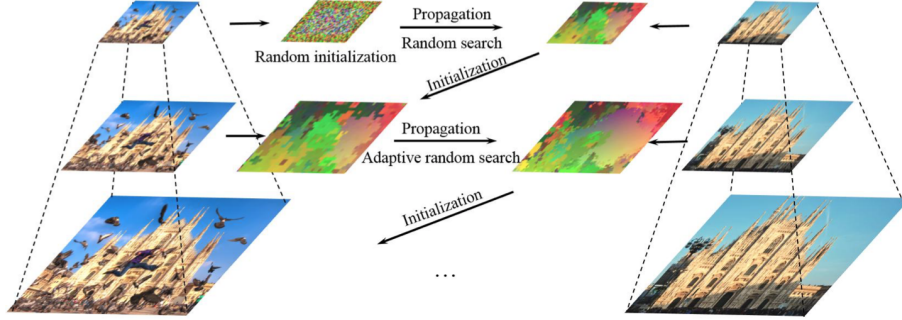 Propagation
Random initialization
Random search
Initialization
Propagation
Adaptive random search
Initialization
...